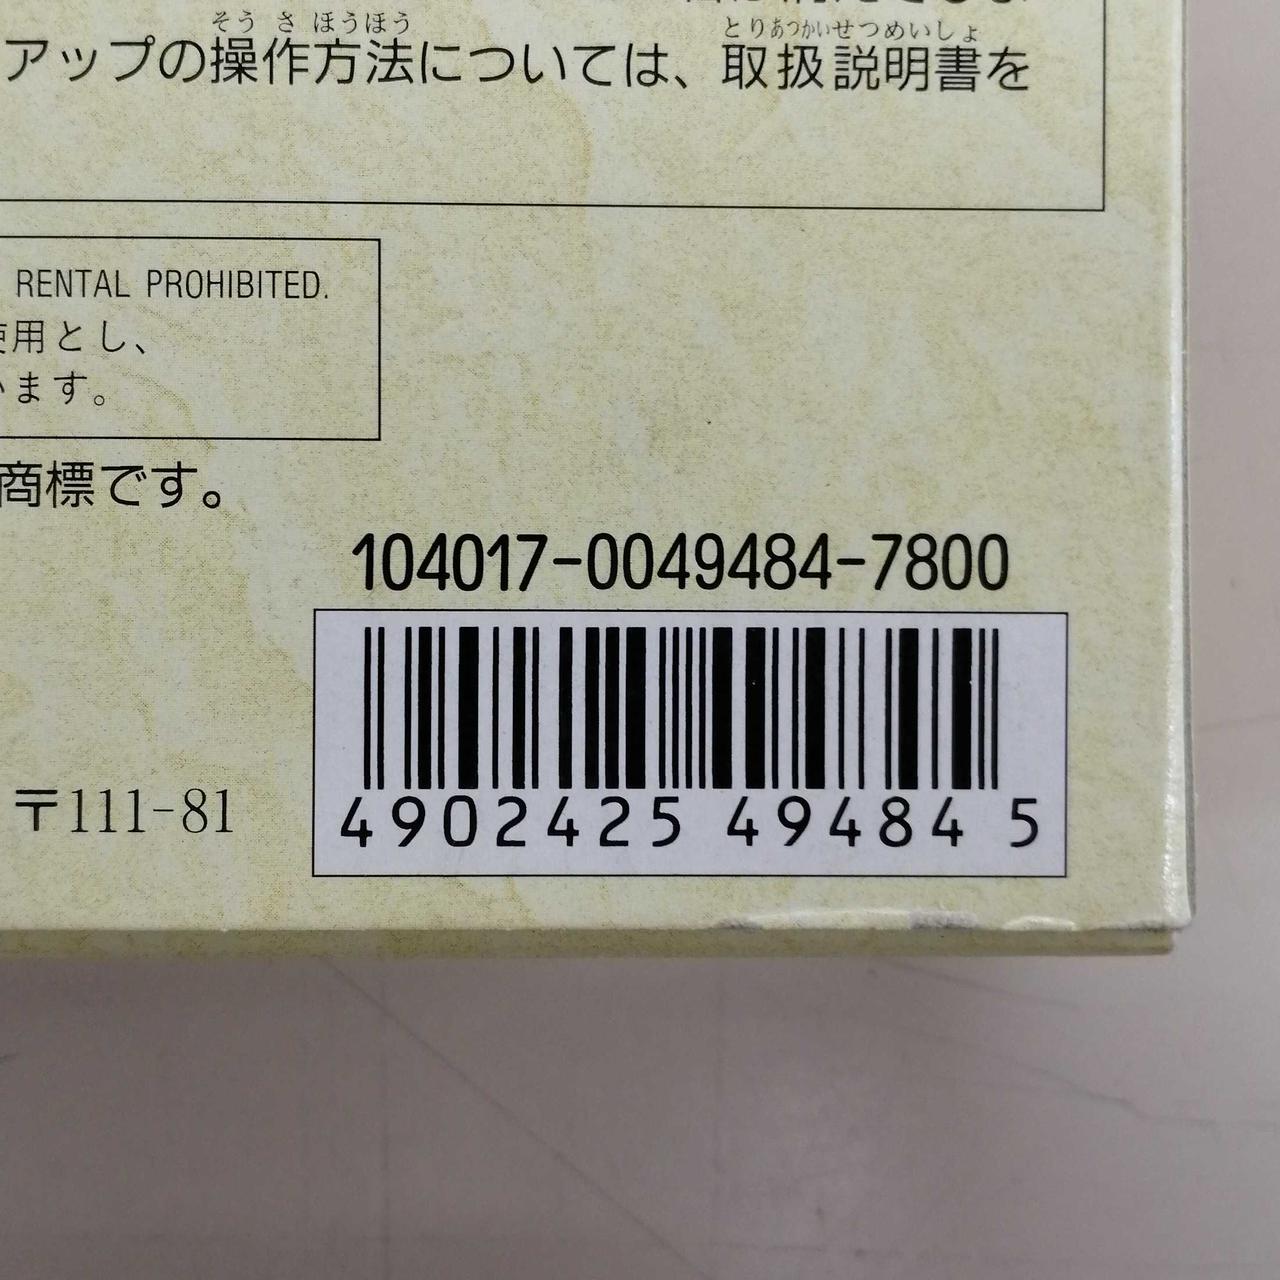 そうさほうほう とりあつかいせつめいしょ
アップの操作方法については、取扱説明書を
RENTAL PROHIBITED.
使用とし、
います。
商標です。
104017-0049484-7800
〒111-81
4902425 49484 5